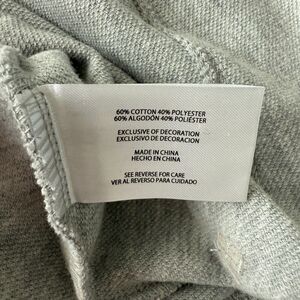 60% COTTON 40% POLYESTER
60% ALGODÓN 40% POLIÉSTER
EXCLUSIVE OF DECORATION
EXCLUSIVO DE DECORACION
MADE IN CHINA
HECHO EN CHINA
SEE REVERSE FOR CARE
VER AL REVERSO PARA CUIDADO